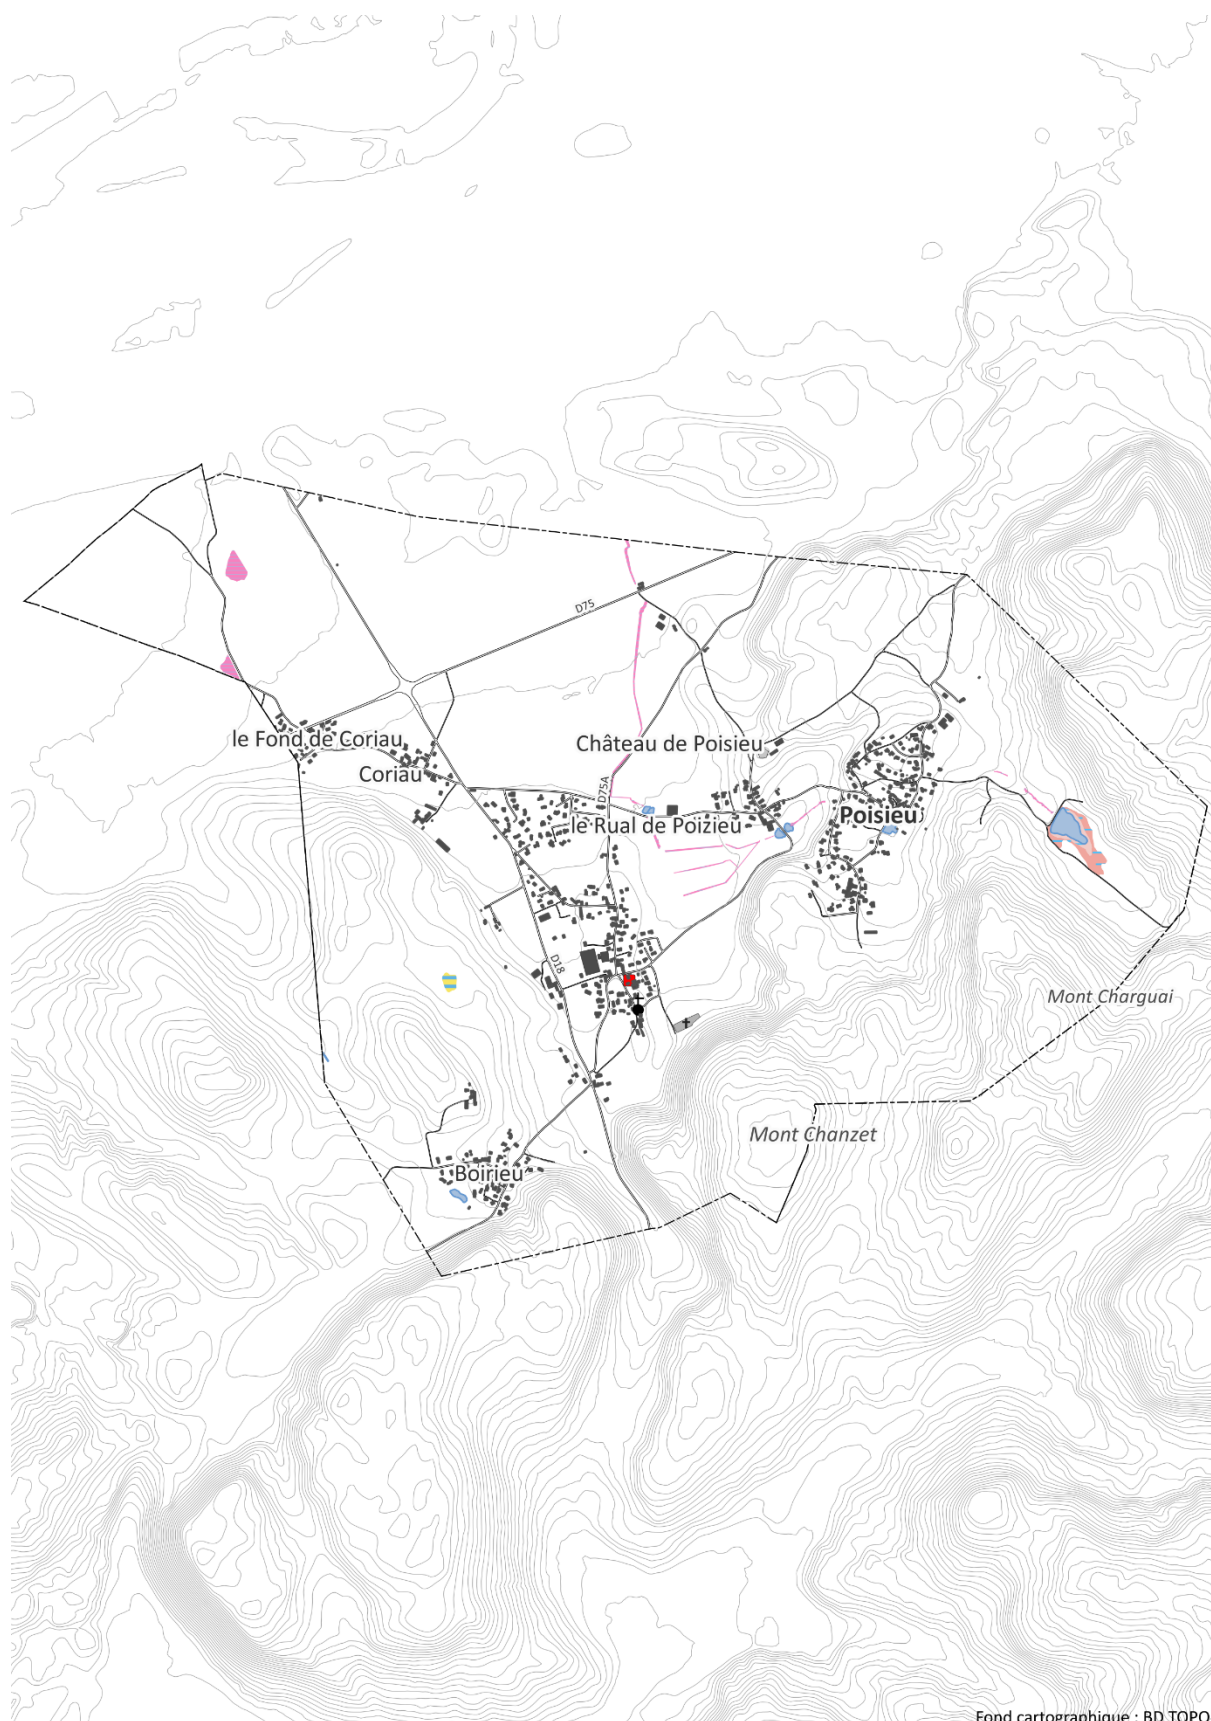 D75
le Fond de Coriau
Château de Poisieu
Coriau
D75A
le Rual de Poizieu
Poisieu
D18
M
Mont Charguai
Mont Chanzet
Boirieu
Fond cartographique : BD TOPO